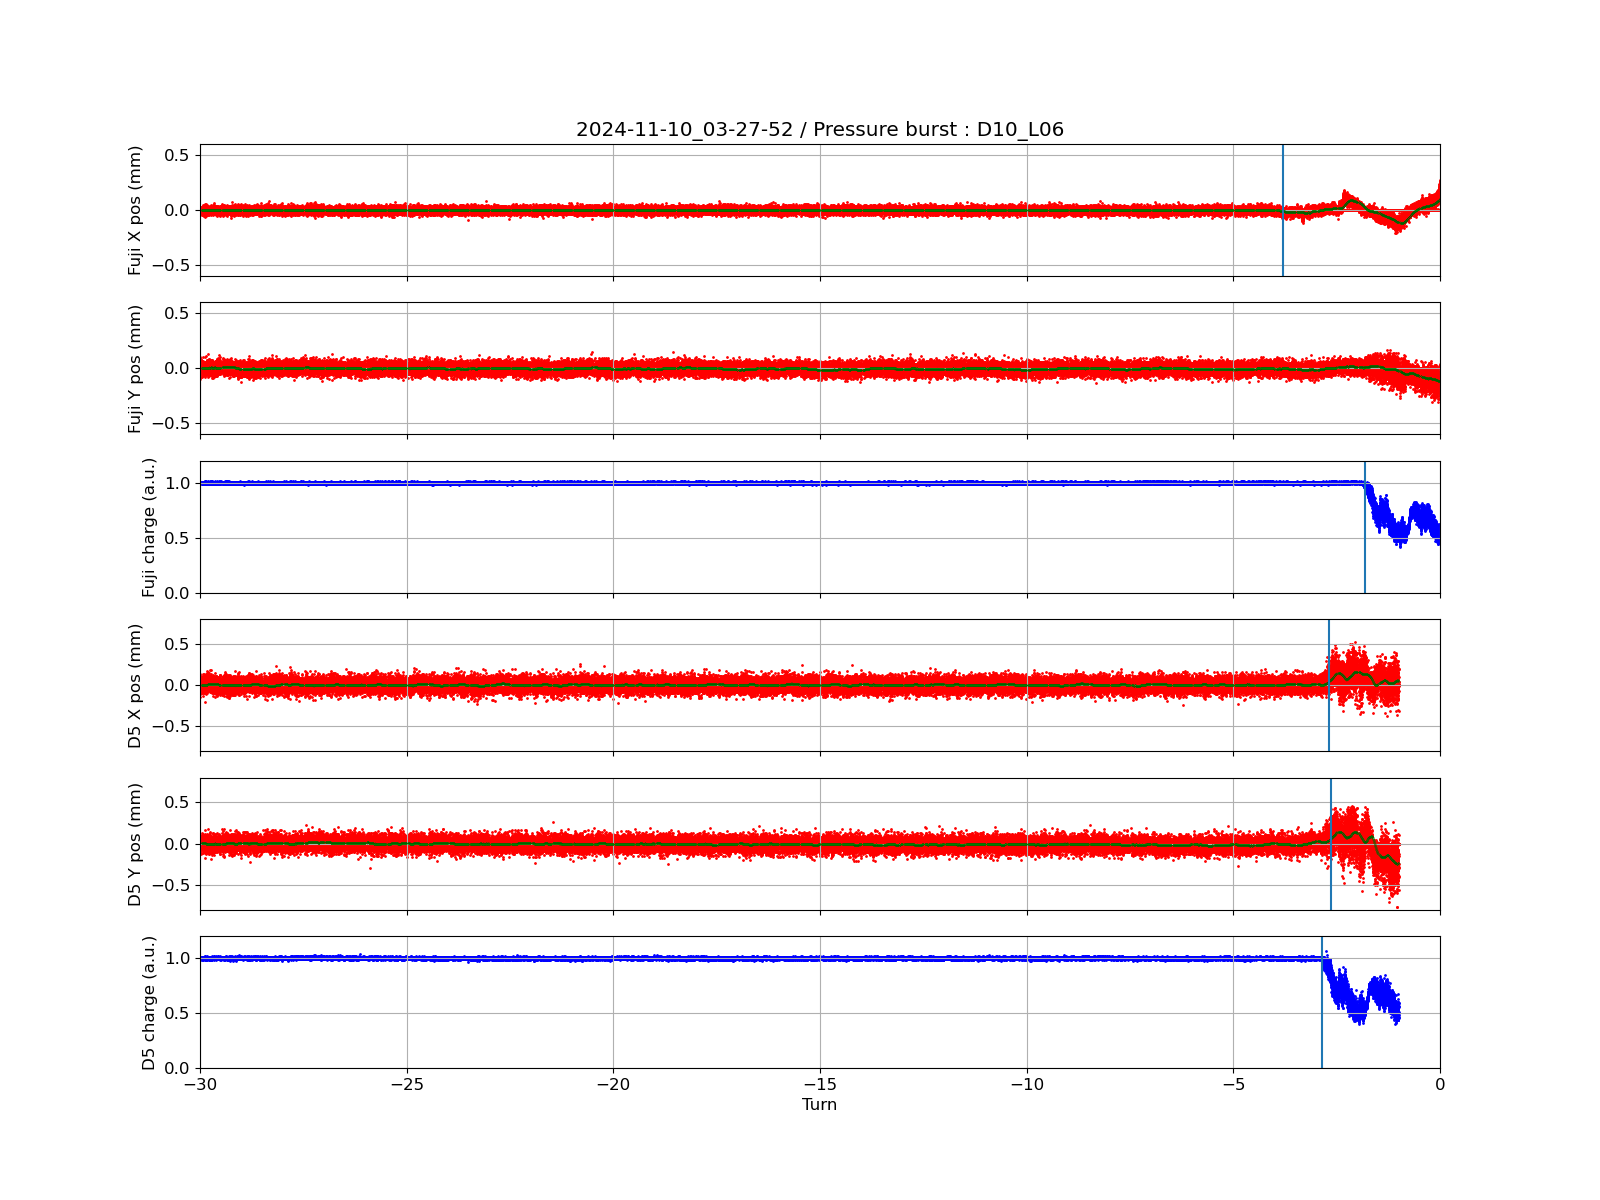 2024-11-10_03-27-52 / Pressure burst : D10_L06
Fuji X pos (mm)
0.5
0.0
−0.5
Fuji Y pos (mm)
0.5
0.0
−0.5
Fuji charge (a.u.)
1.0
0.5
0.0
D5 X pos (mm)
0.5
0.0
−0.5
D5 Y pos (mm)
0.5
0.0
−0.5
D5 charge (a.u.)
1.0
0.5
0.0
−30 −25 −20 −15 −10 −5 0
Turn